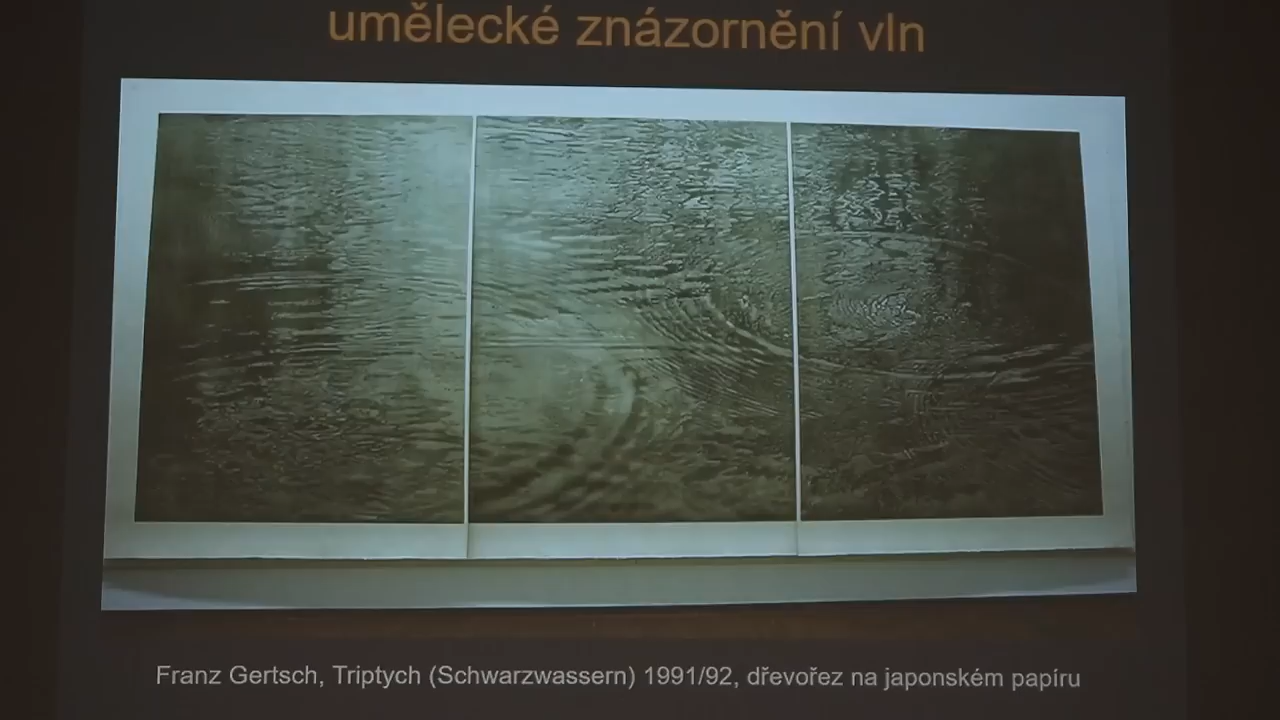 umělecké znázornění vln
Franz Gertsch, Triptych (Schwarzwassern) 1991/92, dřevořez na japonském papíru